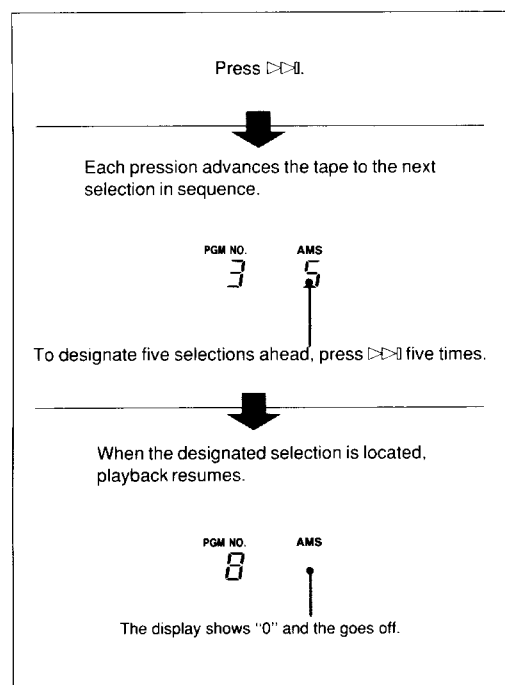 Press ▷▷▯.
Each pression advances the tape to the next
selection in sequence.
PGM NO. AMS
3 5
To designate five selections ahead, press ▷▷▯ five times.
When the designated selection is located,
playback resumes.
PGM NO. AMS
8
The display shows "0" and the goes off.